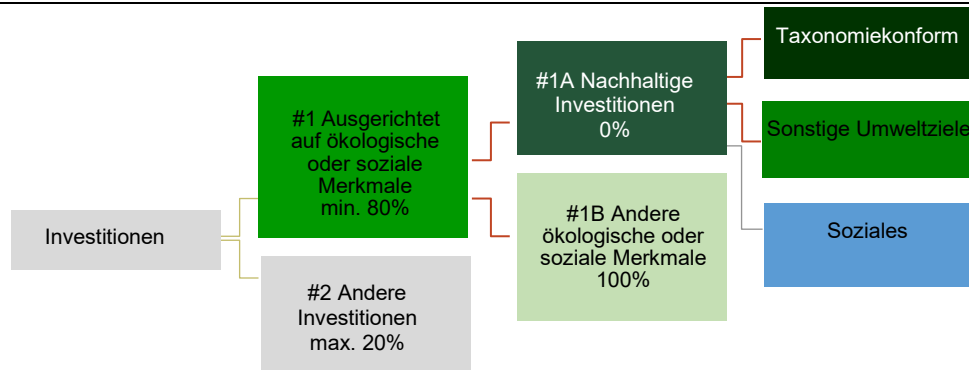 Investitionen
#1 Ausgerichtet
auf ökologische
oder soziale
Merkmale
min. 80%
#2 Andere
Investitionen
max. 20%
#1A Nachhaltige
Investitionen
0%
#1B Andere
ökologische oder
soziale Merkmale
100%
Taxonomiekonform
Sonstige Umweltziele
Soziales